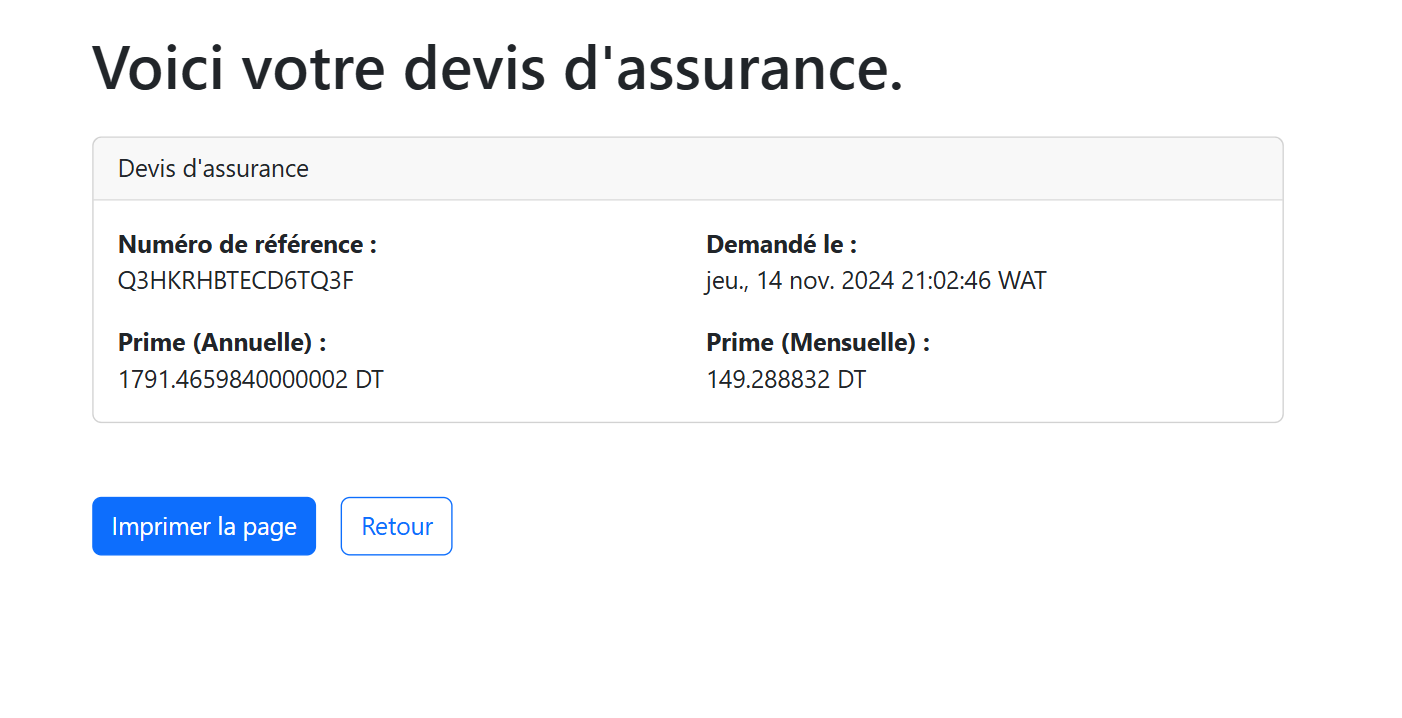 Voici votre devis d'assurance.
Devis d'assurance
Numéro de référence :
Q3HKRHBTECD6TQ3F
Demandé le :
jeu., 14 nov. 2024 21:02:46 WAT
Prime (Annuelle) :
1791.4659840000002 DT
Prime (Mensuelle) :
149.288832 DT
Imprimer la page
Retour